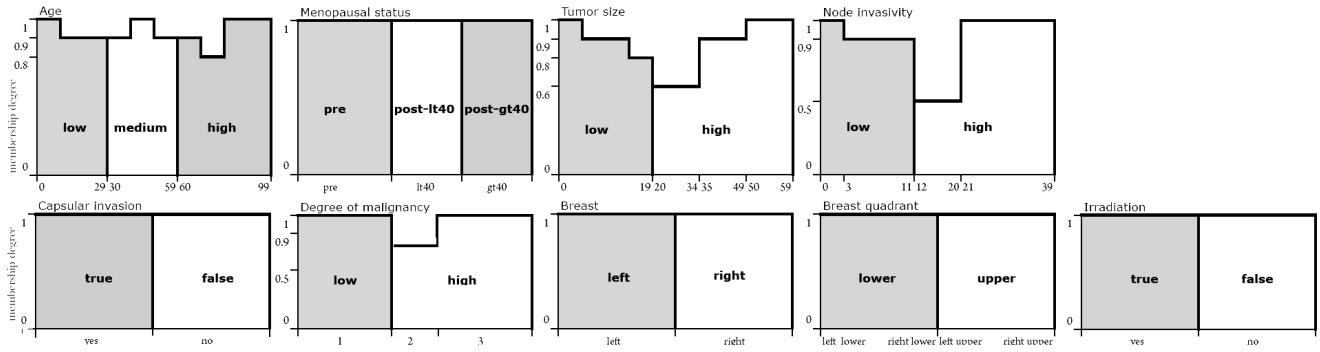 Age
membership degree
1
0.9
0.8
0
low
medium
high
0
29 30
59 60
99
Menopausal status
1
0
pre
post-lt40
post-gt40
pre
lt40
gt40
Tumor size
1
0.9
0.8
0.6
0
low
high
0
19 20
34 35
49 50
59
Node invasivity
1
0.9
0.5
0
low
high
0
3
11 12
20 21
39
Capsular invasion
membership degree
1
0
true
false
yes
no
Degree of malignancy
1
0.9
0.5
0
low
high
1
2
3
Breast
1
0
left
right
left
right
Breast quadrant
1
0
lower
upper
left lower
right lower
left upper
right upper
Irradiation
1
0
true
false
yes
no